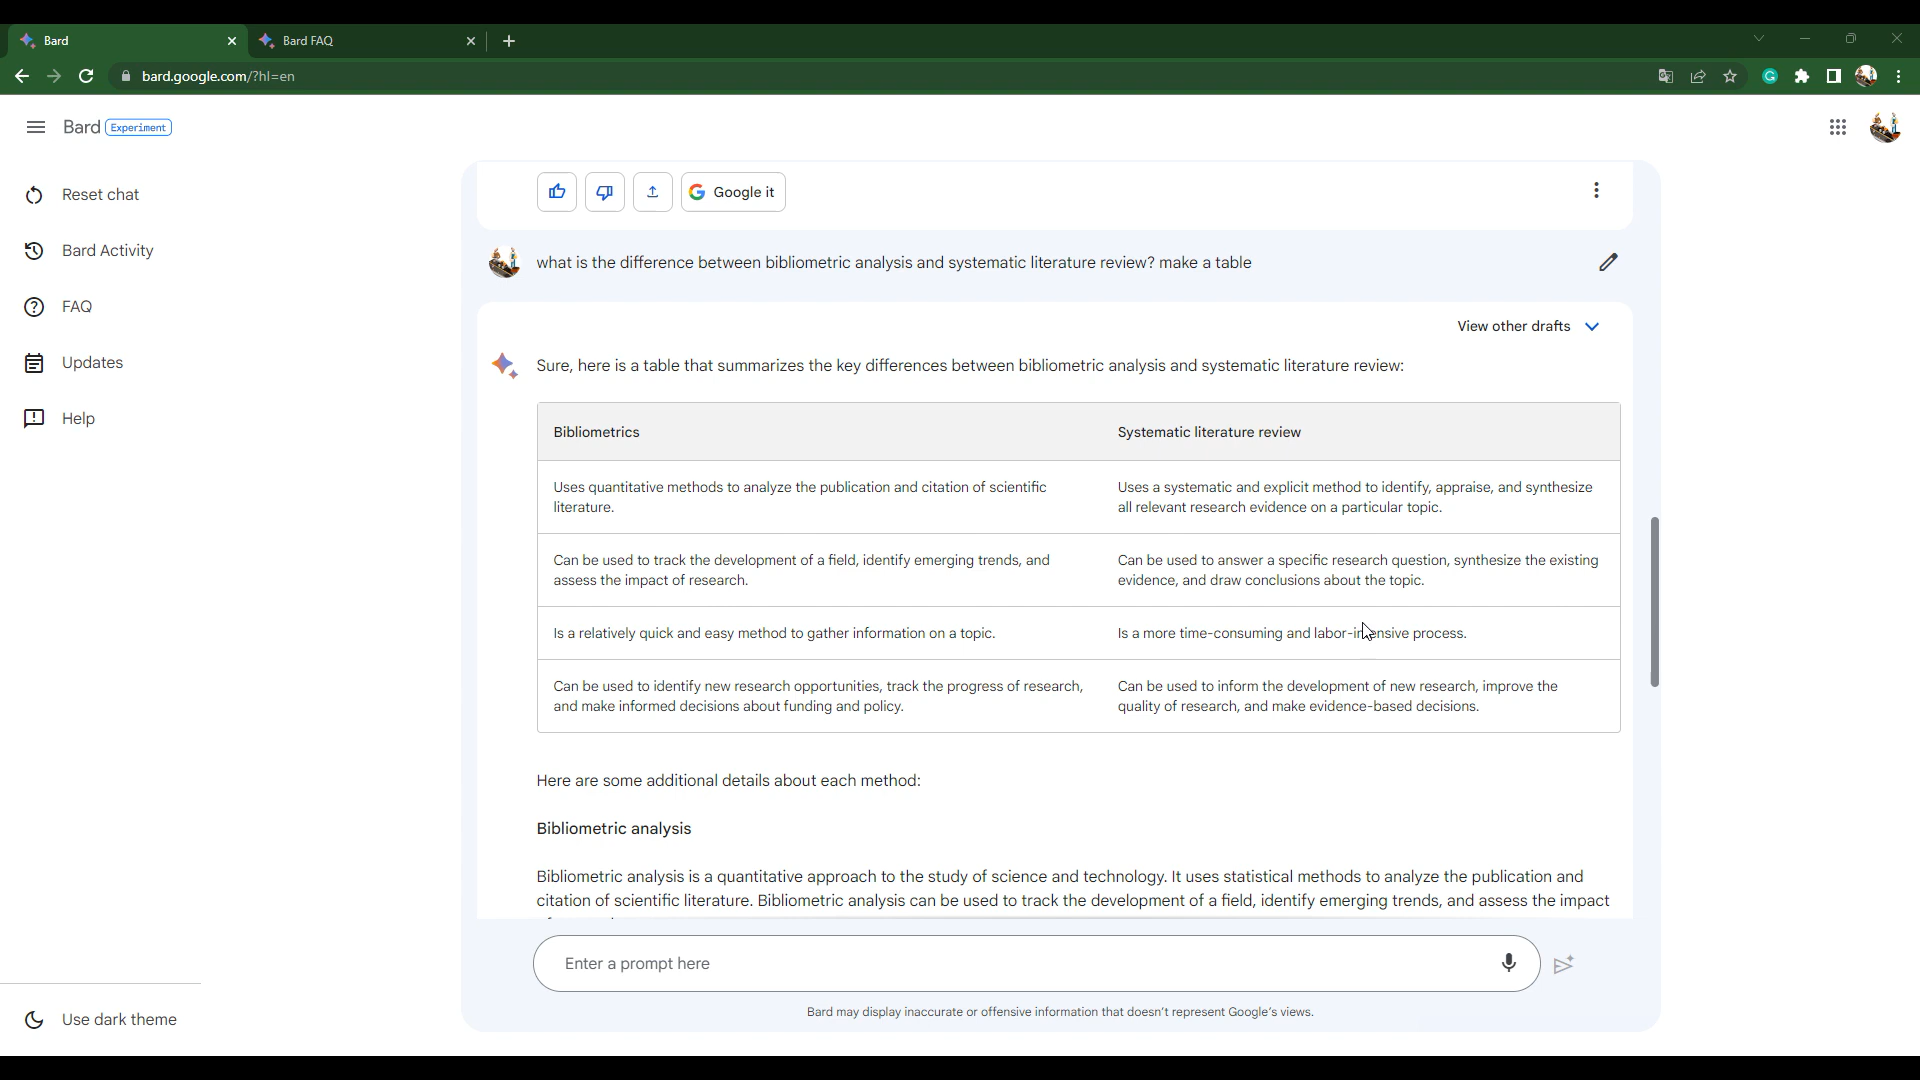 Bard
Bard FAQ
bard.google.com/?hl=en
Bard Experiment
Reset chat
Bard Activity
FAQ
Updates
Help
Use dark theme
Google it
what is the difference between bibliometric analysis and systematic literature review? make a table
View other drafts
Sure, here is a table that summarizes the key differences between bibliometric analysis and systematic literature review:
Bibliometrics
Systematic literature review
Uses quantitative methods to analyze the publication and citation of scientific
literature.
Uses a systematic and explicit method to identify, appraise, and synthesize
all relevant research evidence on a particular topic.
Can be used to track the development of a field, identify emerging trends, and
assess the impact of research.
Can be used to answer a specific research question, synthesize the existing
evidence, and draw conclusions about the topic.
Is a relatively quick and easy method to gather information on a topic.
Is a more time-consuming and labor-intensive process.
Can be used to identify new research opportunities, track the progress of research,
and make informed decisions about funding and policy.
Can be used to inform the development of new research, improve the
quality of research, and make evidence-based decisions.
Here are some additional details about each method:
Bibliometric analysis
Bibliometric analysis is a quantitative approach to the study of science and technology. It uses statistical methods to analyze the publication and
citation of scientific literature. Bibliometric analysis can be used to track the development of a field, identify emerging trends, and assess the impact
Enter a prompt here
Bard may display inaccurate or offensive information that doesn't represent Google's views.